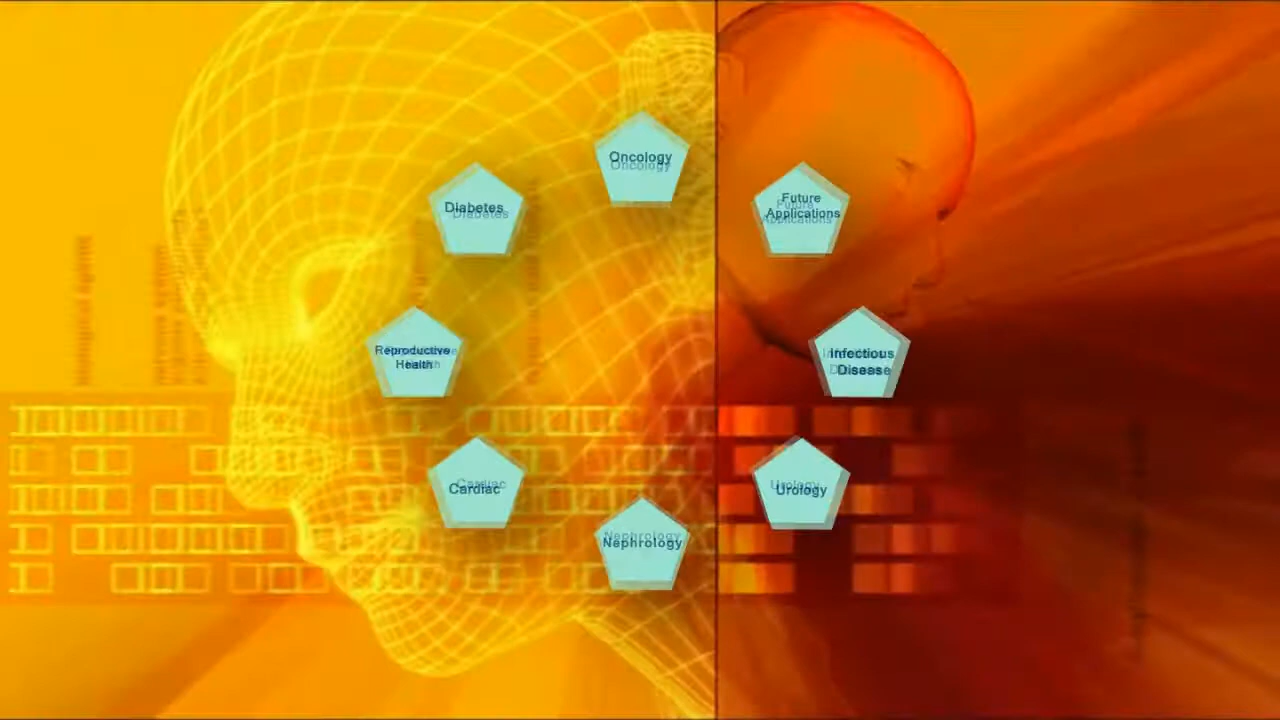 Oncology
Diabetes
Future
Applications
Reproductive
Health
Infectious
Disease
Cardiac
Urology
Nephrology